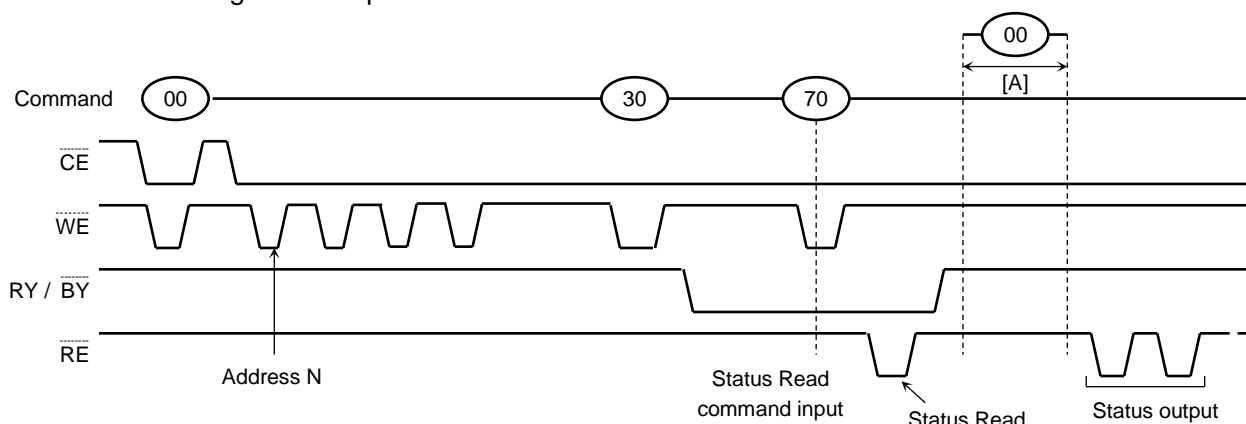 00
[A]
Command 00 30 70
CE
WE
RY / BY
RE
Address N
Status Read
command input
Status Read
Status output